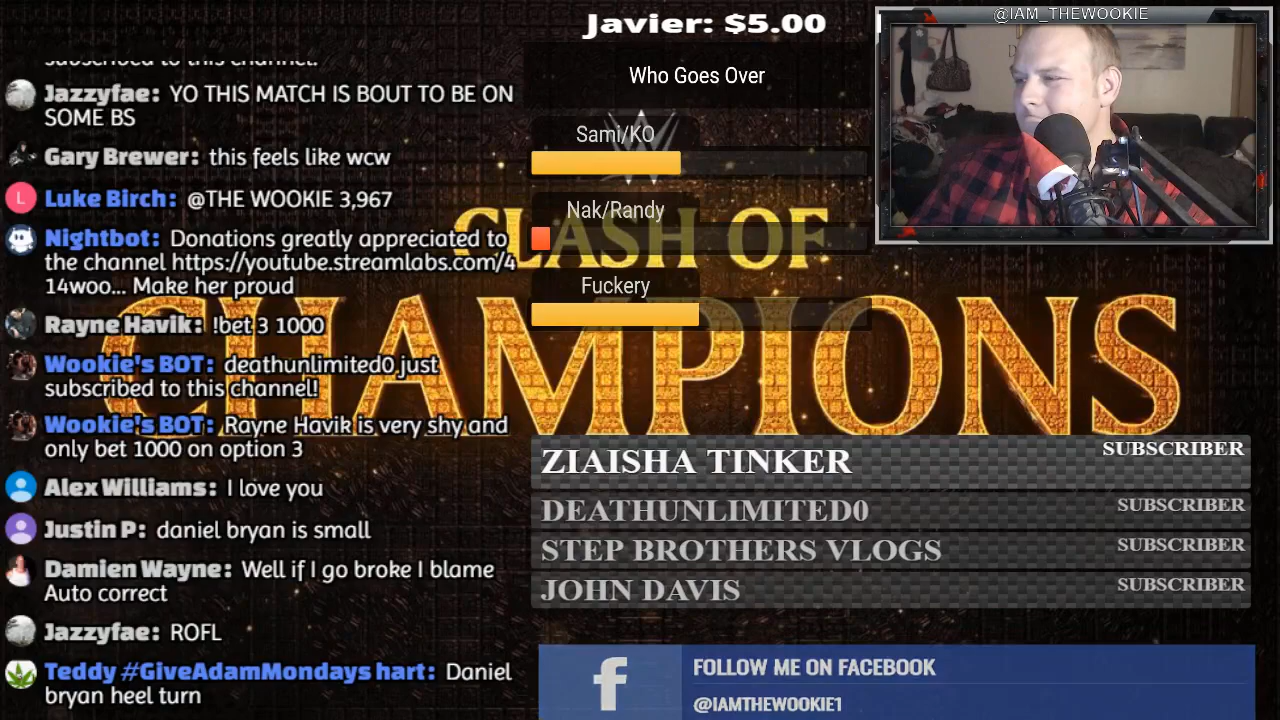 subscribed to this channel.
Jazzyfae: YO THIS MATCH IS BOUT TO BE ON
SOME BS
Gary Brewer: this feels like wcw
L
Luke Birch: @THE WOOKIE 3,967
Nightbot: Donations greatly appreciated to
the channel https://youtube.streamlabs.com/4
14woo... Make her proud
Rayne Havik: !bet 3 1000
Wookie's BOT: deathunlimited0 just
subscribed to this channel!
Wookie's BOT: Rayne Havik is very shy and
only bet 1000 on option 3
Alex Williams: I love you
Justin P: daniel bryan is small
Damien Wayne: Well if I go broke I blame
Auto correct
Jazzyfae: ROFL
Teddy #GiveAdamMondays hart: Daniel
bryan heel turn
Javier: $5.00
Who Goes Over
Sami/KO
Nak/Randy
Fuckery
@IAM_THEWOOKIE
CLASH OF
CHAMPIONS
ZIAISHA TINKER SUBSCRIBER
DEATHUNLIMITED0 SUBSCRIBER
STEP BROTHERS VLOGS SUBSCRIBER
JOHN DAVIS SUBSCRIBER
f
FOLLOW ME ON FACEBOOK
@IAMTHEWOOKIE1